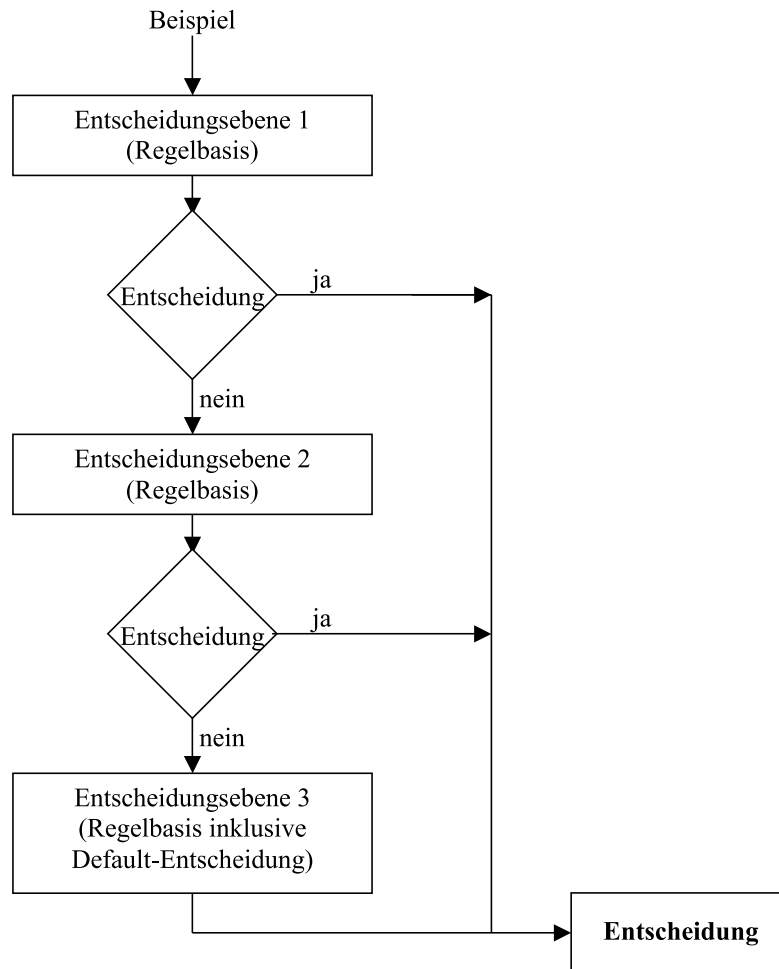 Beispiel
Entscheidungsebene 1
(Regelbasis)
Entscheidung
ja
nein
Entscheidungsebene 2
(Regelbasis)
Entscheidung
ja
nein
Entscheidungsebene 3
(Regelbasis inklusive
Default-Entscheidung)
Entscheidung